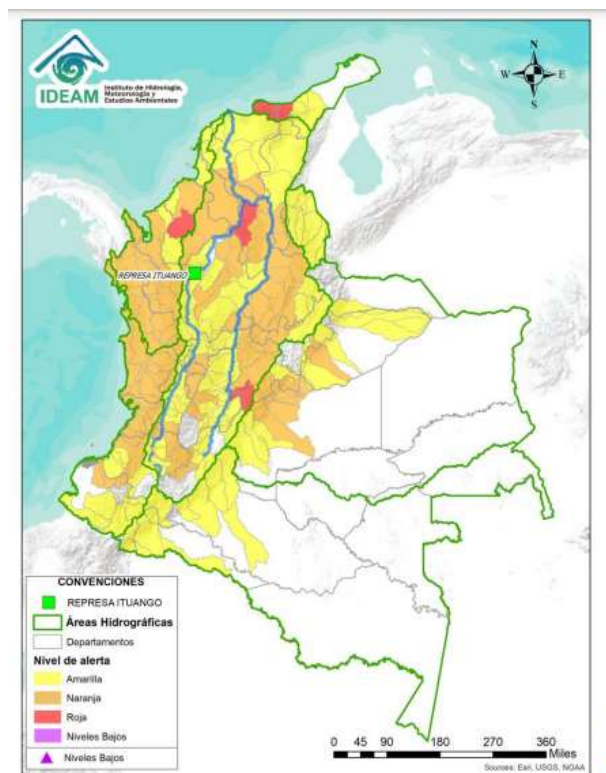 IDEAM
Instituto de Hidrología,
Meteorología y
Estudios Ambientales
N
W E
S
REPRESA ITUANGO
CONVENCIONES
REPRESA ITUANGO
Áreas Hidrográficas
Departamentos
Nivel de alerta
Amarilla
Naranja
Roja
Niveles Bajos
Niveles Bajos
0 45 90 180 270 360
Miles
Sources: Esri, USGS, NOAA